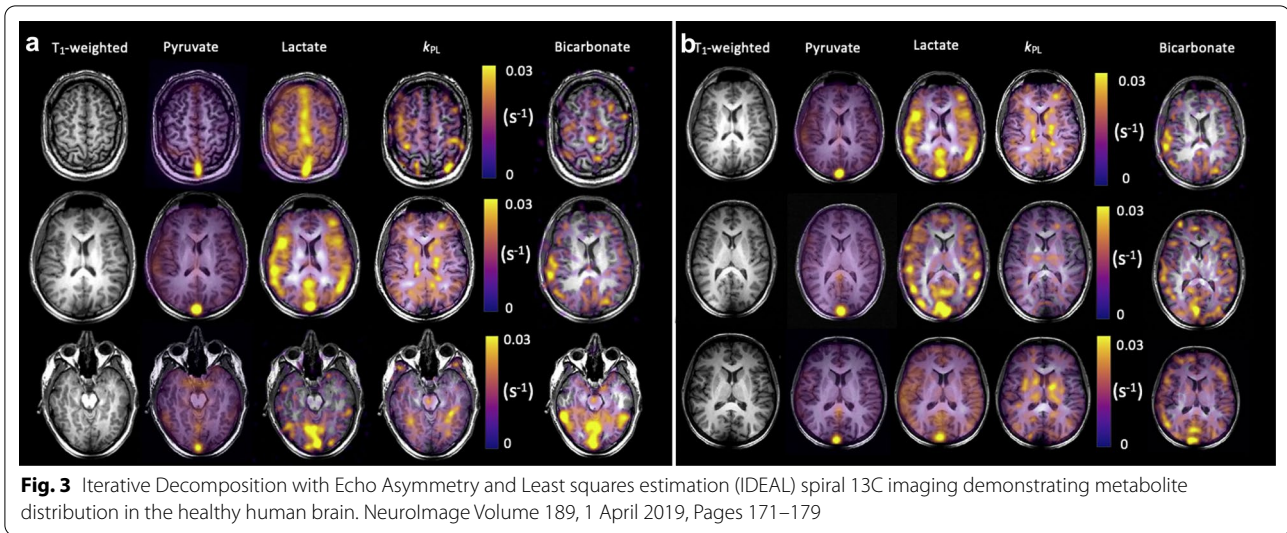 a T₁-weighted Pyruvate Lactate kPL Bicarbonate
0.03
(s⁻¹)
0
0.03
(s⁻¹)
0
0.03
(s⁻¹)
0
b T₁-weighted Pyruvate Lactate kPL Bicarbonate
0.03
(s⁻¹)
0
0.03
(s⁻¹)
0
0.03
(s⁻¹)
0
Fig. 3 Iterative Decomposition with Echo Asymmetry and Least squares estimation (IDEAL) spiral 13C imaging demonstrating metabolite
distribution in the healthy human brain. NeuroImage Volume 189, 1 April 2019, Pages 171–179